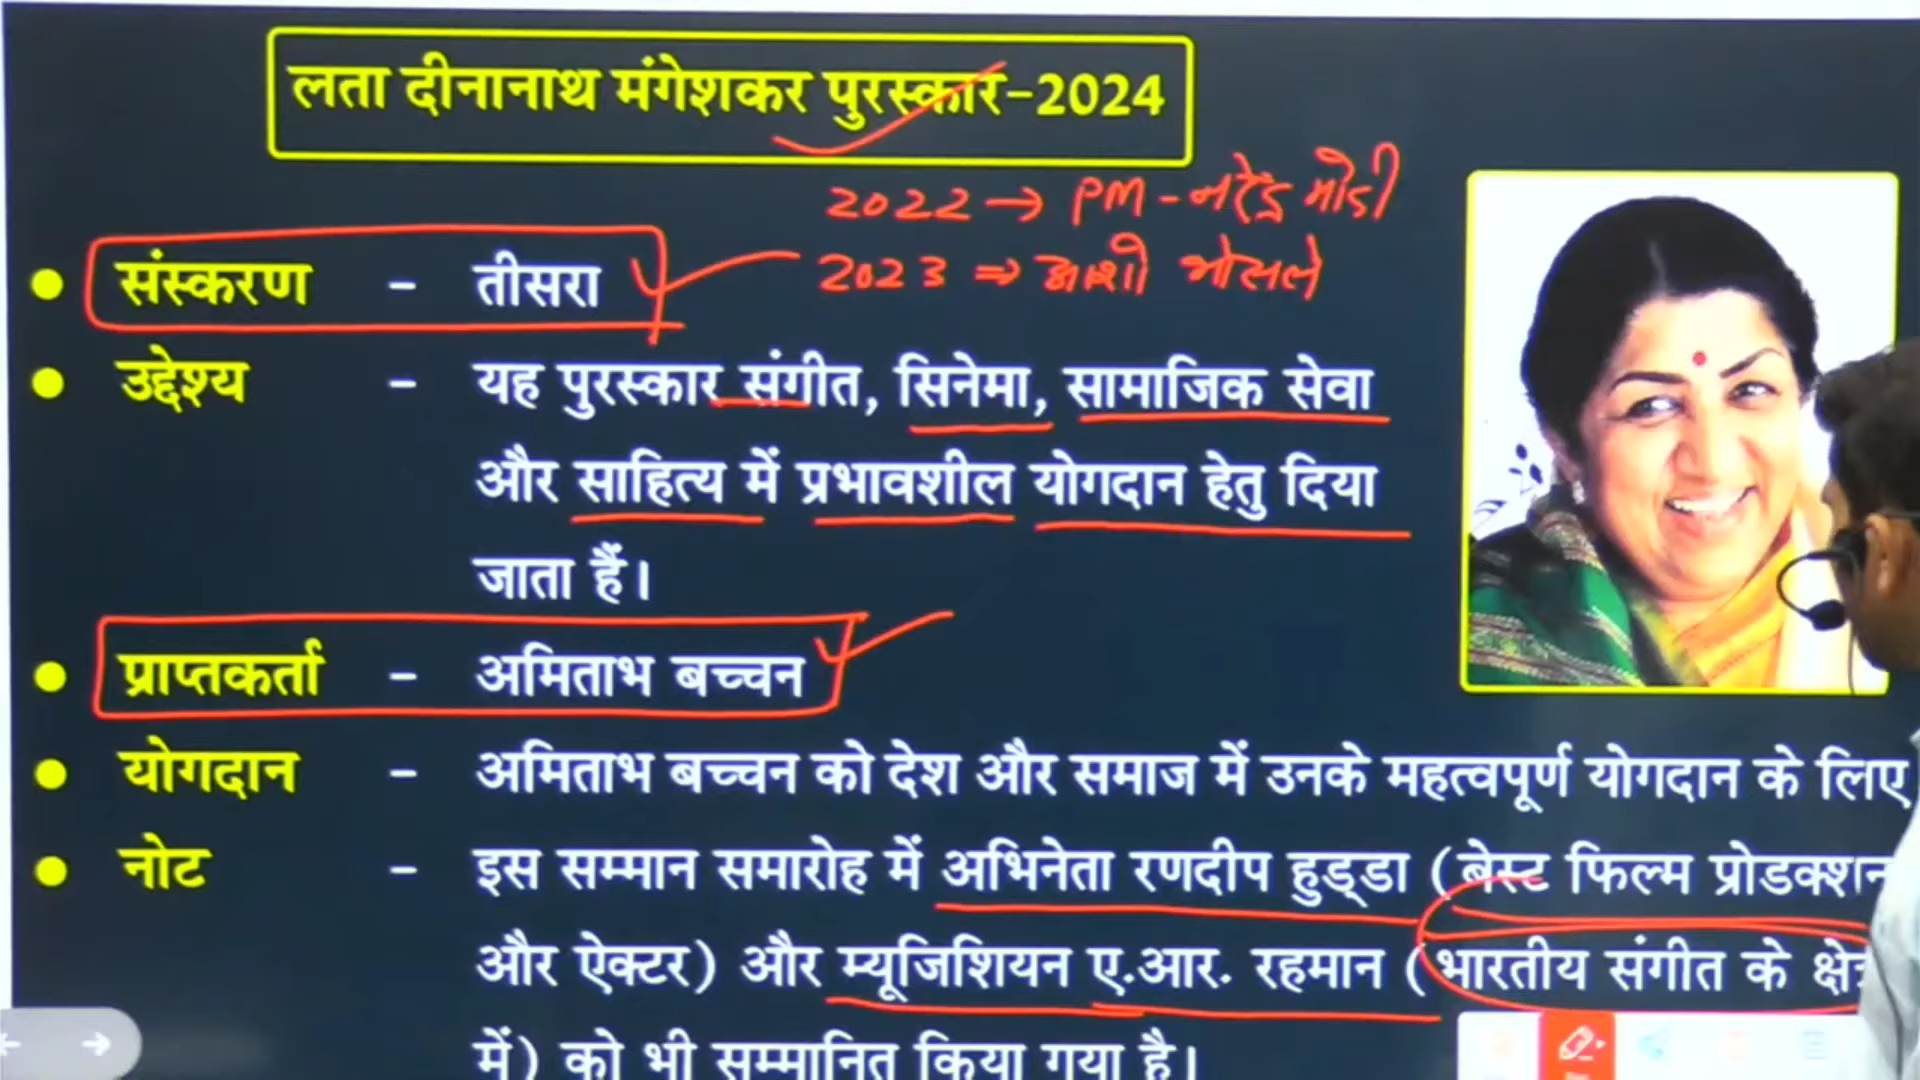 लता दीनानाथ मंगेशकर पुरस्कार-2024
2022 → PM - नरेंद्र मोदी
2023 ⇒ आशा भोसले
● संस्करण - तीसरा
● उद्देश्य - यह पुरस्कार संगीत, सिनेमा, सामाजिक सेवा
और साहित्य में प्रभावशील योगदान हेतु दिया
जाता हैं।
● प्राप्तकर्ता - अमिताभ बच्चन
● योगदान - अमिताभ बच्चन को देश और समाज में उनके महत्वपूर्ण योगदान के लिए
● नोट - इस सम्मान समारोह में अभिनेता रणदीप हुड्डा (बेस्ट फिल्म प्रोडक्शन
और ऐक्टर) और म्यूजिशियन ए.आर. रहमान (भारतीय संगीत के क्षेत्र
में) को भी सम्मानित किया गया है।